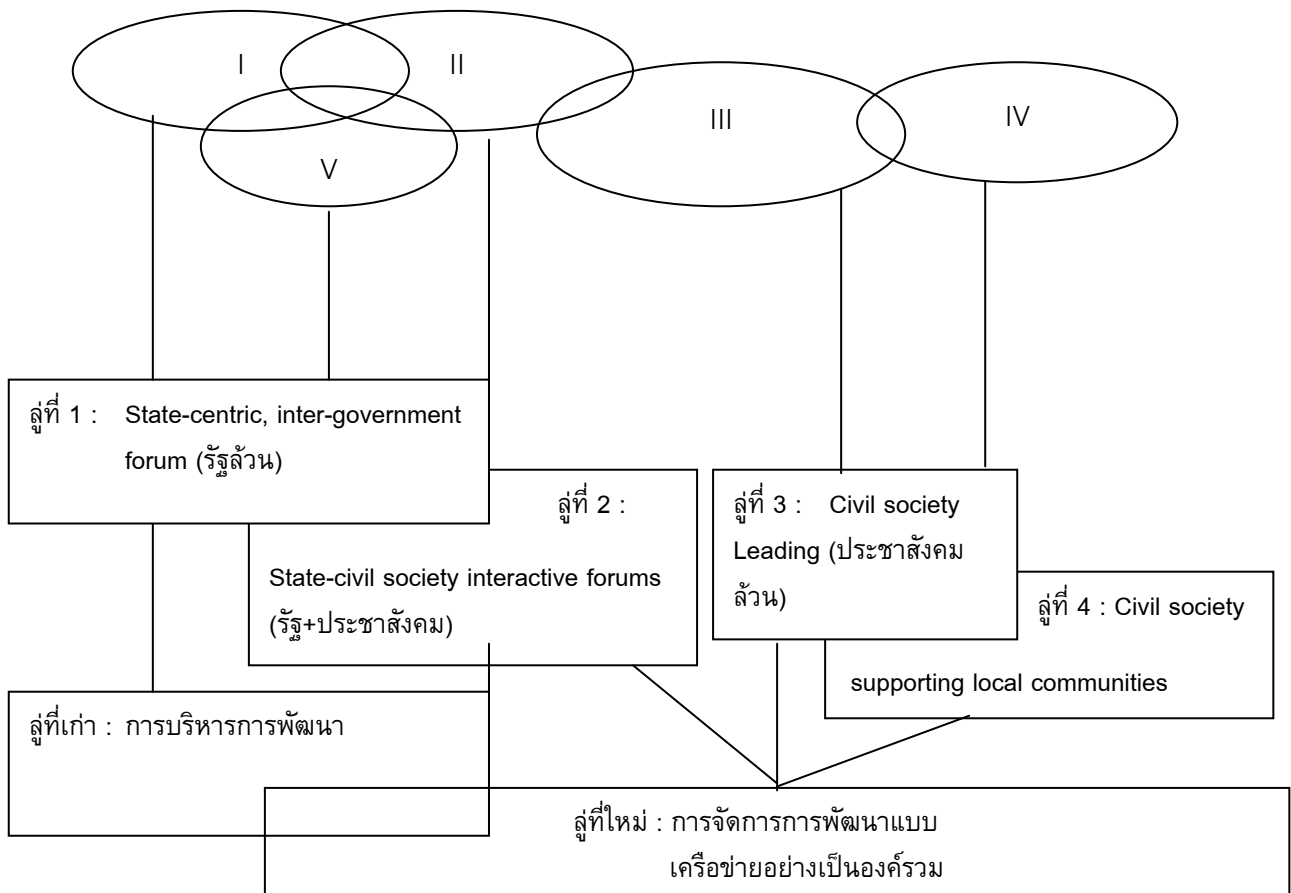 I
II
III
IV
V
ลู่ที่ 1 : State-centric, inter-government
forum (รัฐล้วน)
ลู่ที่ 2 :
State-civil society interactive forums
(รัฐ+ประชาสังคม)
ลู่ที่ 3 : Civil society
Leading (ประชาสังคม
ล้วน)
ลู่ที่ 4 : Civil society
supporting local communities
ลู่ที่เก่า : การบริหารการพัฒนา
ลู่ที่ใหม่ : การจัดการการพัฒนาแบบ
เครือข่ายอย่างเป็นองค์รวม